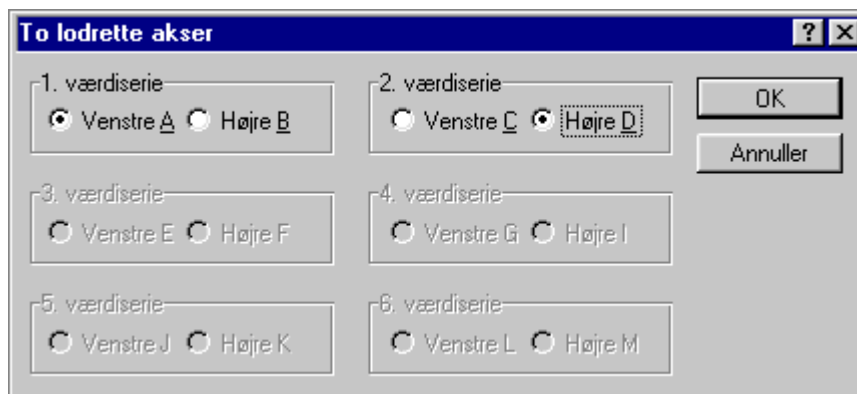 To lodrette akser
1. værdiserie
Venstre A Højre B
2. værdiserie
Venstre C Højre D
OK
Annuller
3. værdiserie
Venstre E Højre F
4. værdiserie
Venstre G Højre I
5. værdiserie
Venstre J Højre K
6. værdiserie
Venstre L Højre M